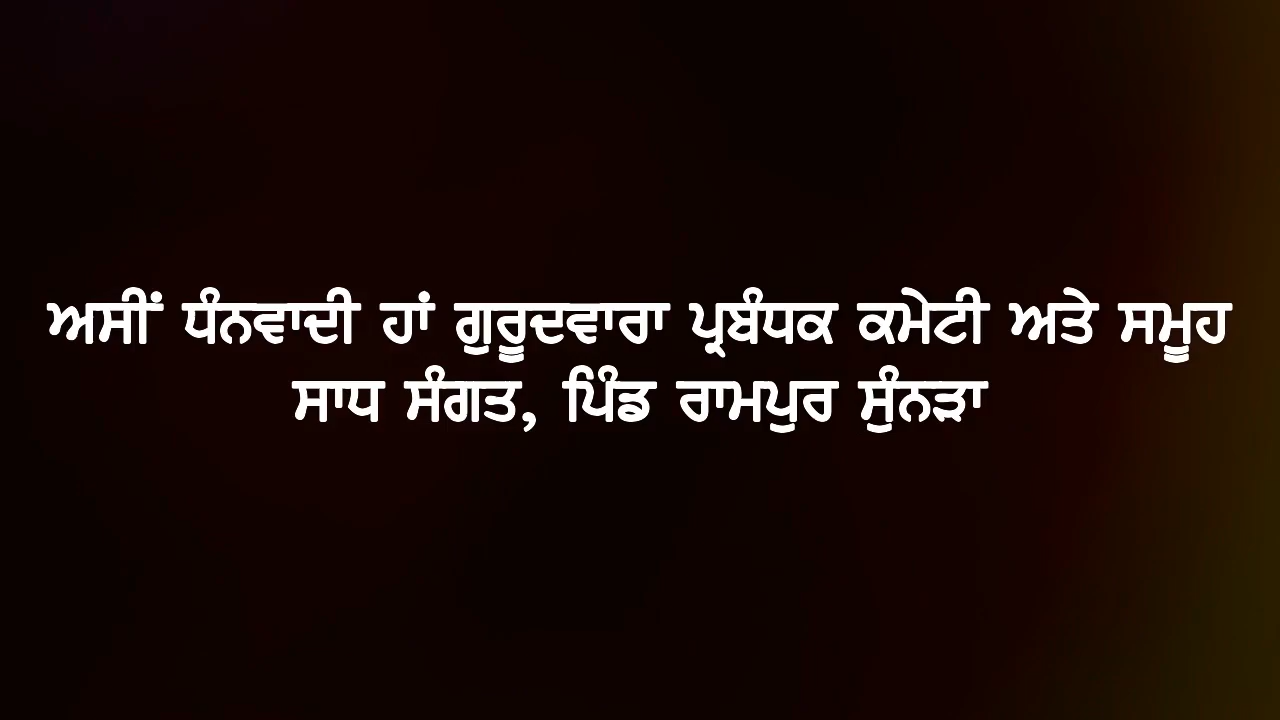 ਅਸੀਂ ਧੰਨਵਾਦੀ ਹਾਂ ਗੁਰੂਦਵਾਰਾ ਪ੍ਰਬੰਧਕ ਕਮੇਟੀ ਅਤੇ ਸਮੂਹ
ਸਾਧ ਸੰਗਤ, ਪਿੰਡ ਰਾਮਪੁਰ ਸੁੰਨੜਾ